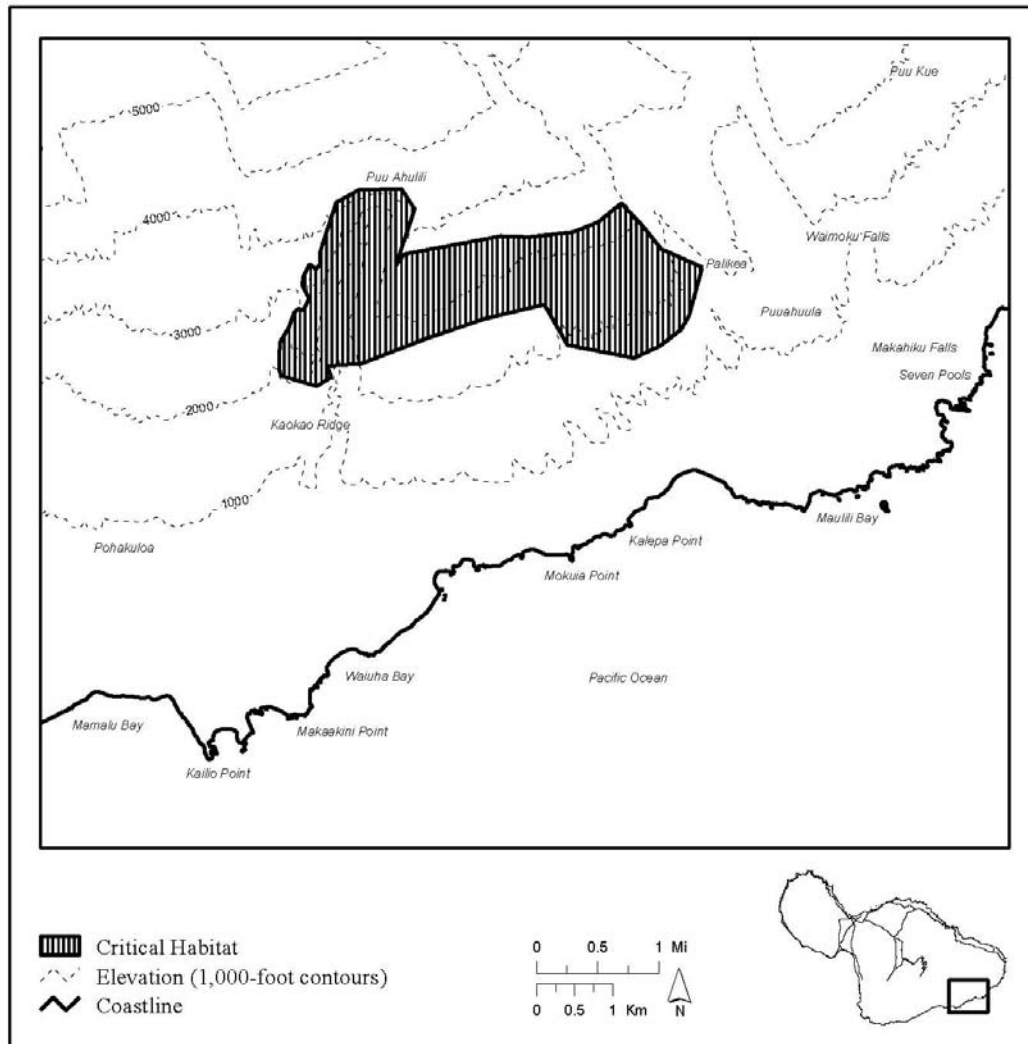 Puu Kue
5000
Puu Ahulili
4000
Waimoku Falls
Palikea
Puuahuula
3000
Makahiku Falls
Seven Pools
2000
Kaokao Ridge
1000
Maulili Bay
Pohakuloa
Kalepa Point
Mokuia Point
Waiuha Bay
Pacific Ocean
Mamalu Bay
Makaakini Point
Kailio Point
Critical Habitat
Elevation (1,000-foot contours)
Coastline
0 0.5 1 Mi
0 0.5 1 Km
N